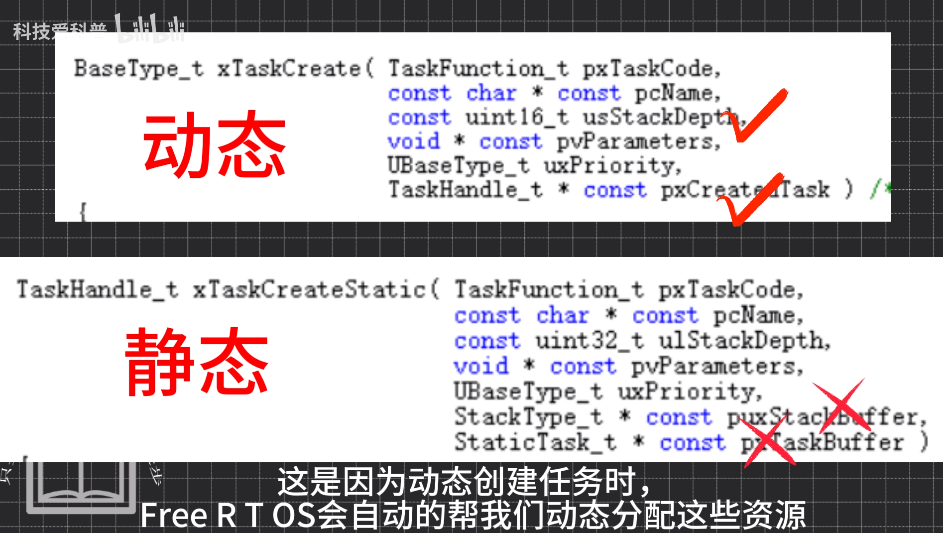 科技爱科普 bilibili
BaseType_t xTaskCreate( TaskFunction_t pxTaskCode,
const char * const pcName,
const uint16_t usStackDepth,
void * const pvParameters,
UBaseType_t uxPriority,
TaskHandle_t * const pxCreatedTask ) /*
{
动态
TaskHandle_t xTaskCreateStatic( TaskFunction_t pxTaskCode,
const char * const pcName,
const uint32_t ulStackDepth,
void * const pvParameters,
UBaseType_t uxPriority,
StackType_t * const puxStackBuffer,
StaticTask_t * const pxTaskBuffer )
静态
这是因为动态创建任务时，
Free R T OS会自动的帮我们动态分配这些资源